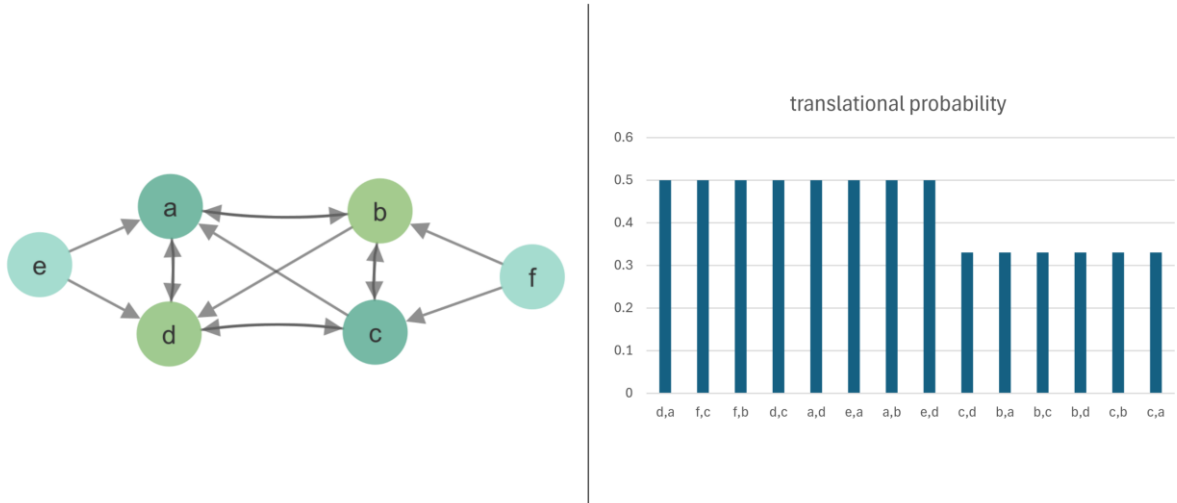 a
b
e
f
d
c
translational probability
0.6
0.5
0.4
0.3
0.2
0.1
0
d,a f,c f,b d,c a,d e,a a,b e,d c,d b,a b,c b,d c,b c,a